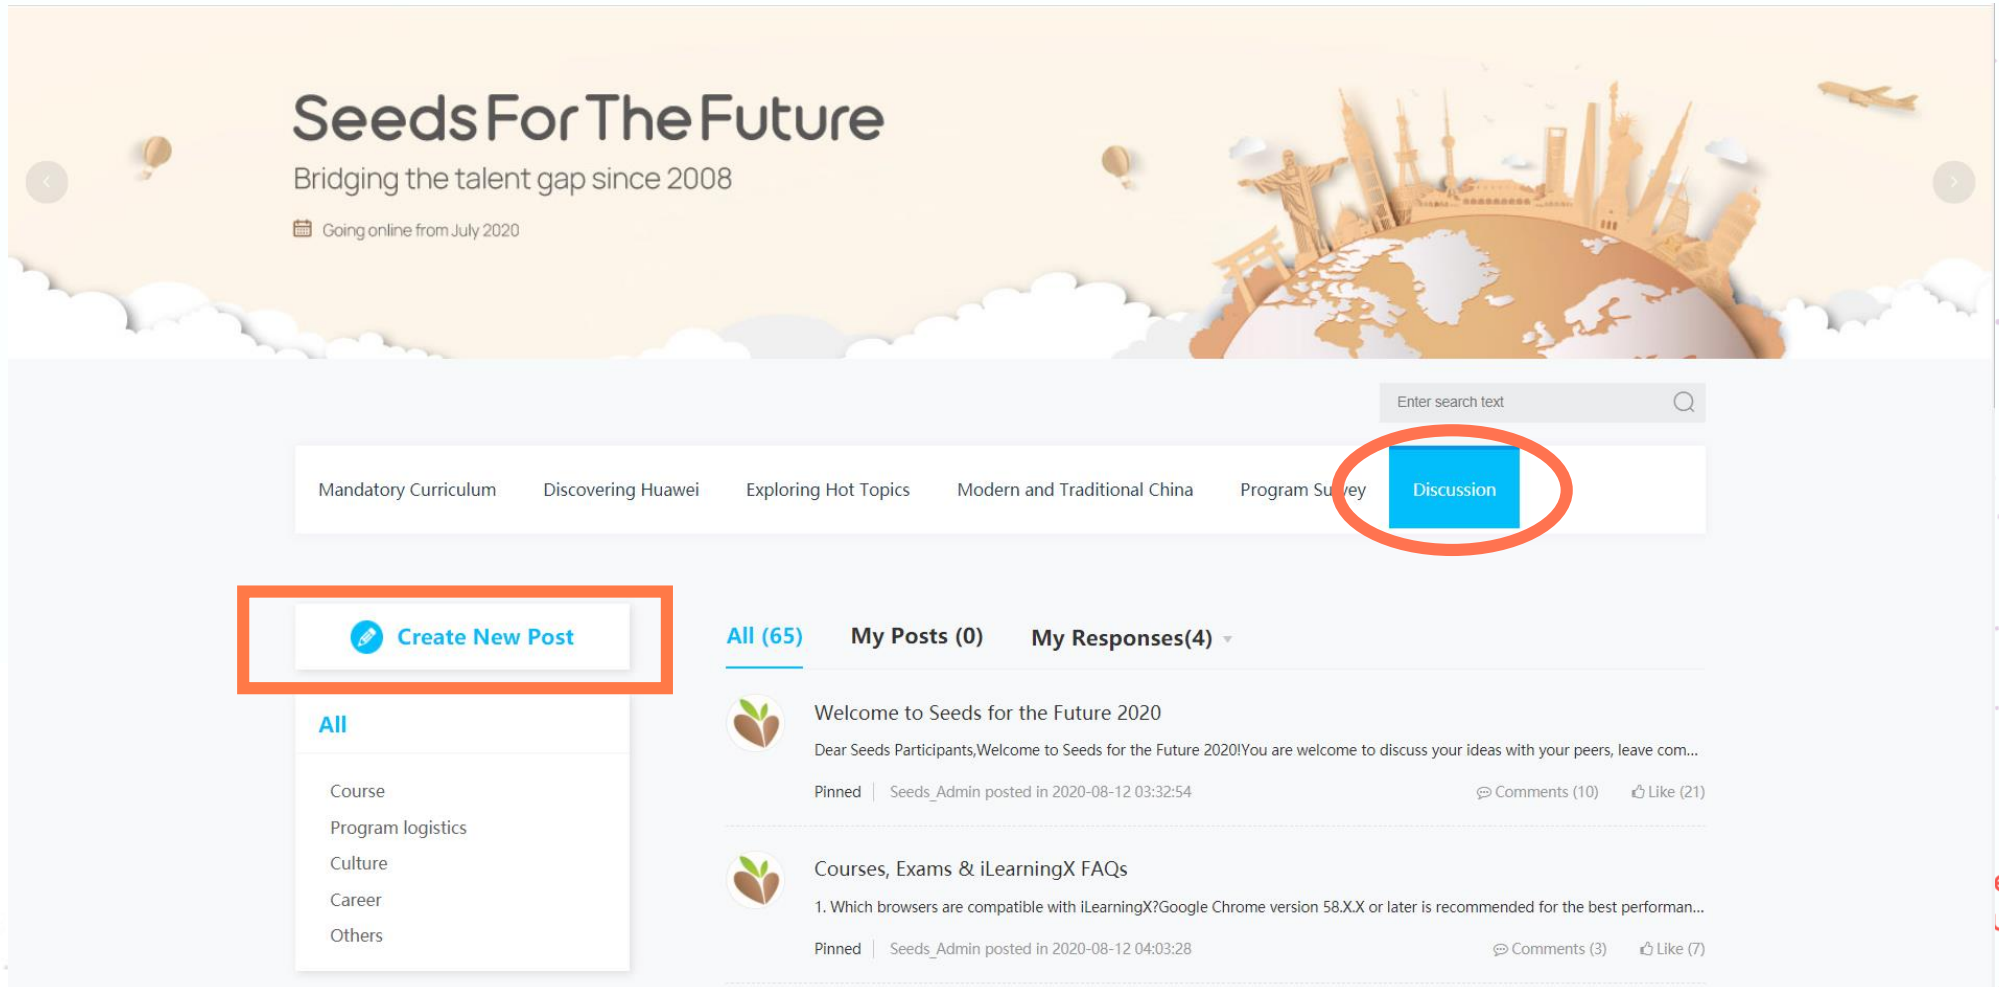 Seeds For The Future
Bridging the talent gap since 2008
Going online from July 2020
Enter search text
Mandatory Curriculum Discovering Huawei Exploring Hot Topics Modern and Traditional China Program Survey Discussion
Create New Post
All (65) My Posts (0) My Responses(4)
All
Course
Program logistics
Culture
Career
Others
Welcome to Seeds for the Future 2020
Dear Seeds Participants,Welcome to Seeds for the Future 2020!You are welcome to discuss your ideas with your peers, leave com...
Pinned Seeds_Admin posted in 2020-08-12 03:32:54 Comments (10) Like (21)
Courses, Exams & iLearningX FAQs
1. Which browsers are compatible with iLearningX?Google Chrome version 58.X.X or later is recommended for the best performan...
Pinned Seeds_Admin posted in 2020-08-12 04:03:28 Comments (3) Like (7)